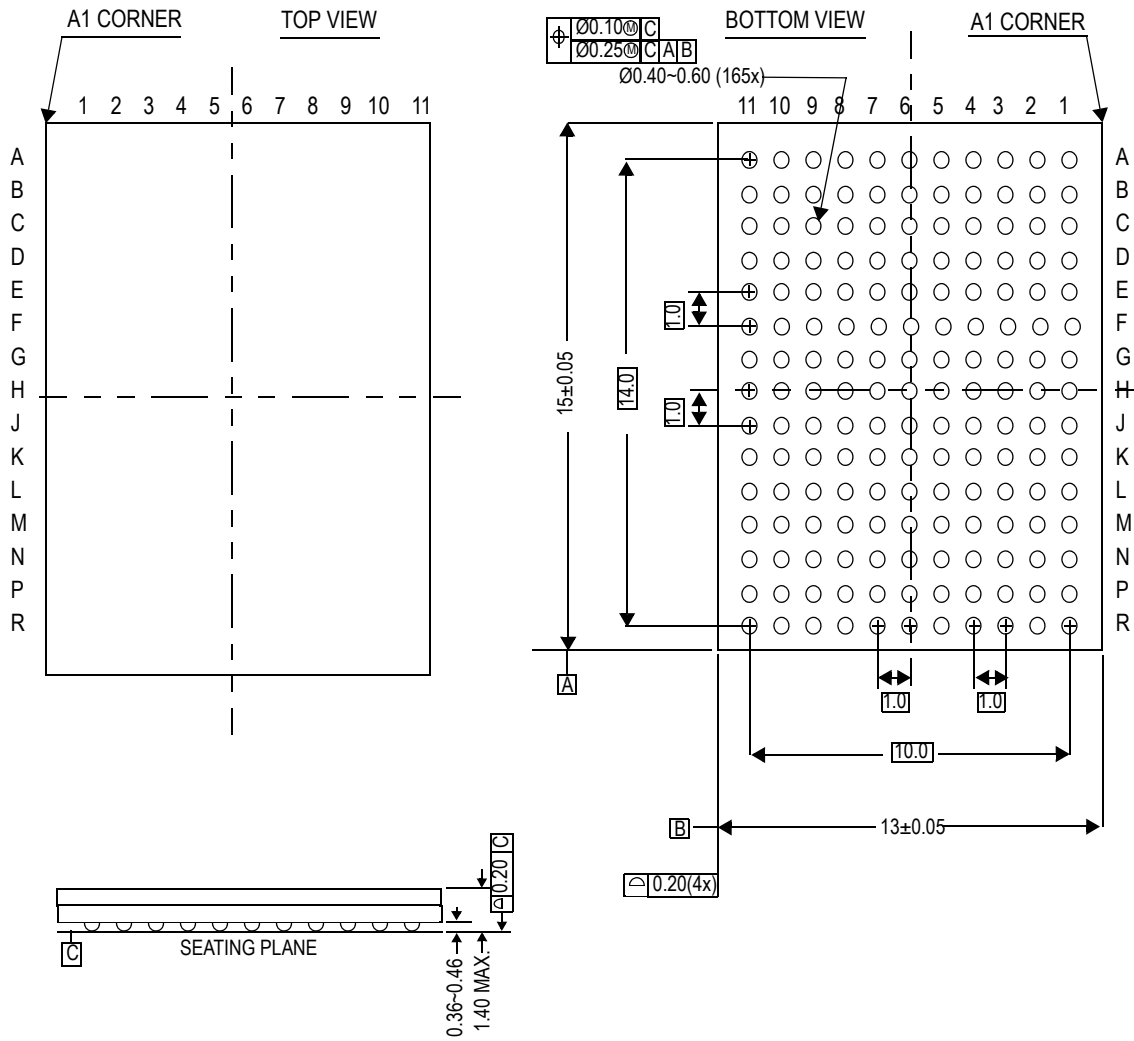 A1 CORNER
TOP VIEW
1 2 3 4 5 6 7 8 9 10 11
A
B
C
D
E
F
G
H
J
K
L
M
N
P
R
Ø0.10Ⓜ C
Ø0.25Ⓜ C A B
Ø0.40~0.60 (165x)
BOTTOM VIEW
A1 CORNER
11 10 9 8 7 6 5 4 3 2 1
A
B
C
D
E
F
G
H
J
K
L
M
N
P
R
1.0
1.0
14.0
15±0.05
A
1.0
1.0
10.0
B
13±0.05
0.20(4x)
0.20 C
C
SEATING PLANE
0.36~0.46
1.40 MAX.